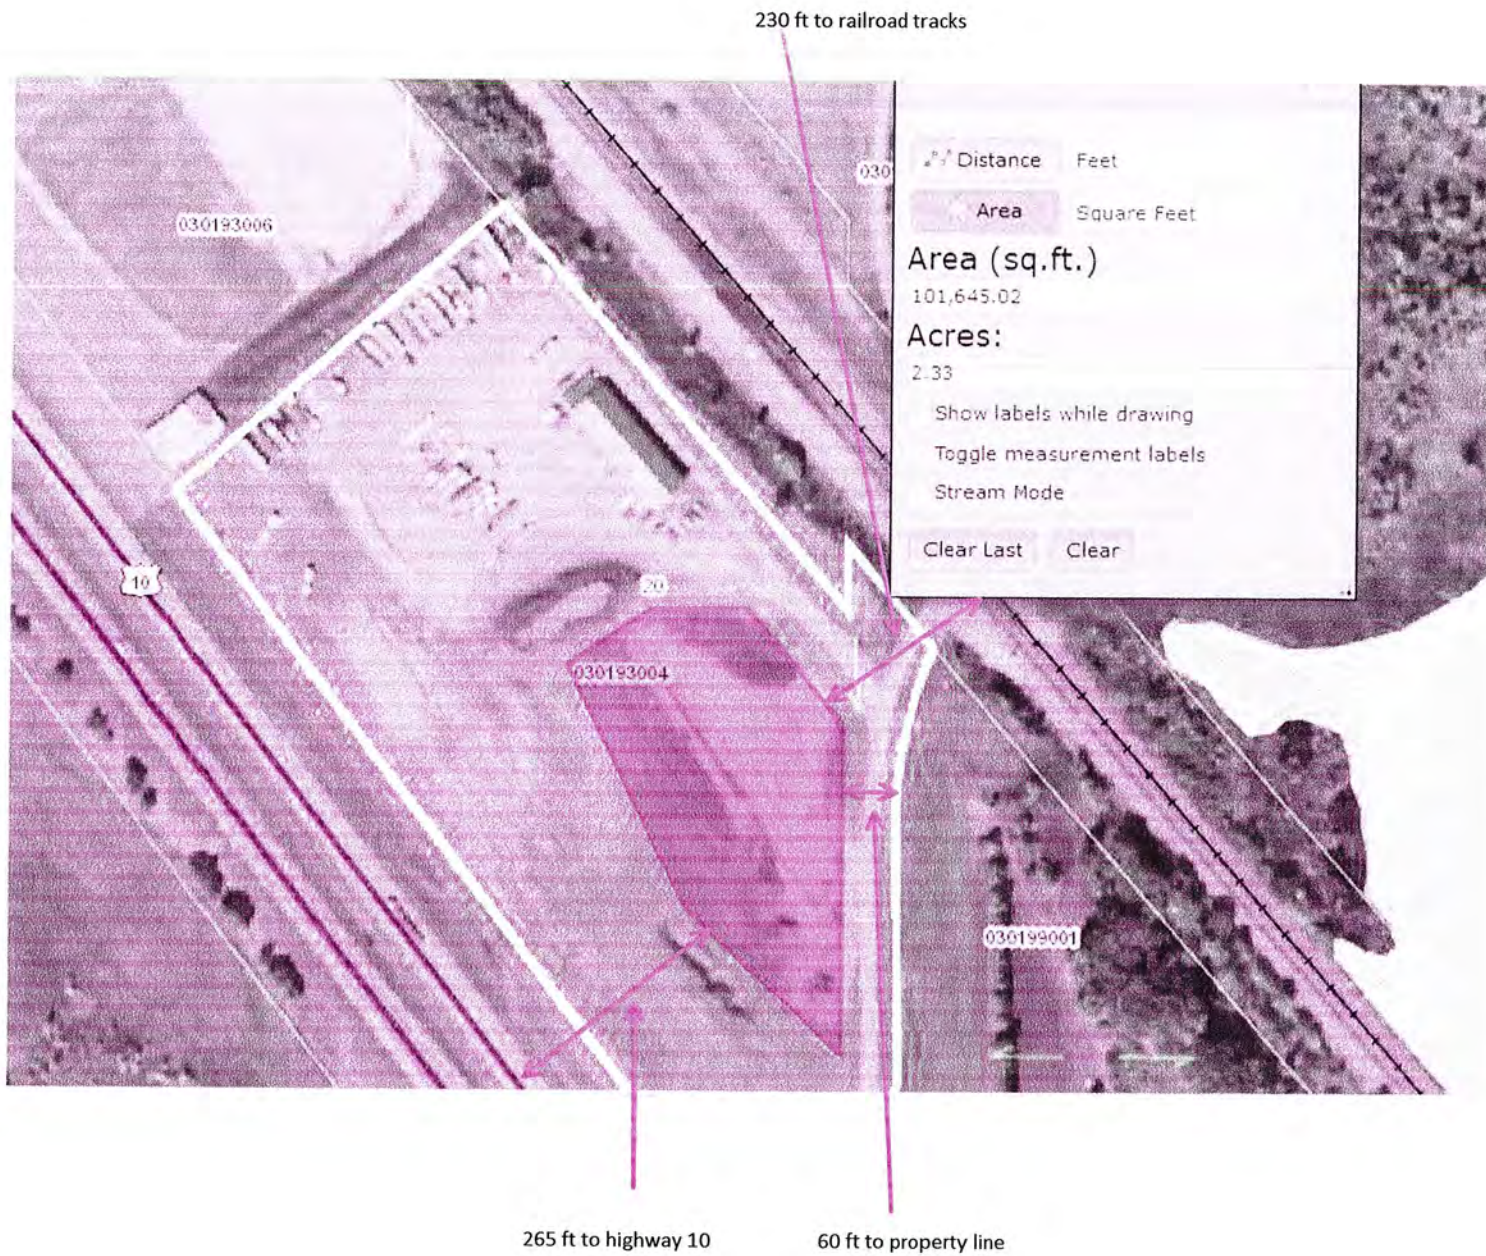 230 ft to railroad tracks
Distance Feet
030
Area Square Feet
030193006
Area (sq.ft.)
101,645.02
Acres:
2.33
Show labels while drawing
Toggle measurement labels
Stream Mode
Clear Last Clear
10
20
030193004
030199001
265 ft to highway 10
60 ft to property line